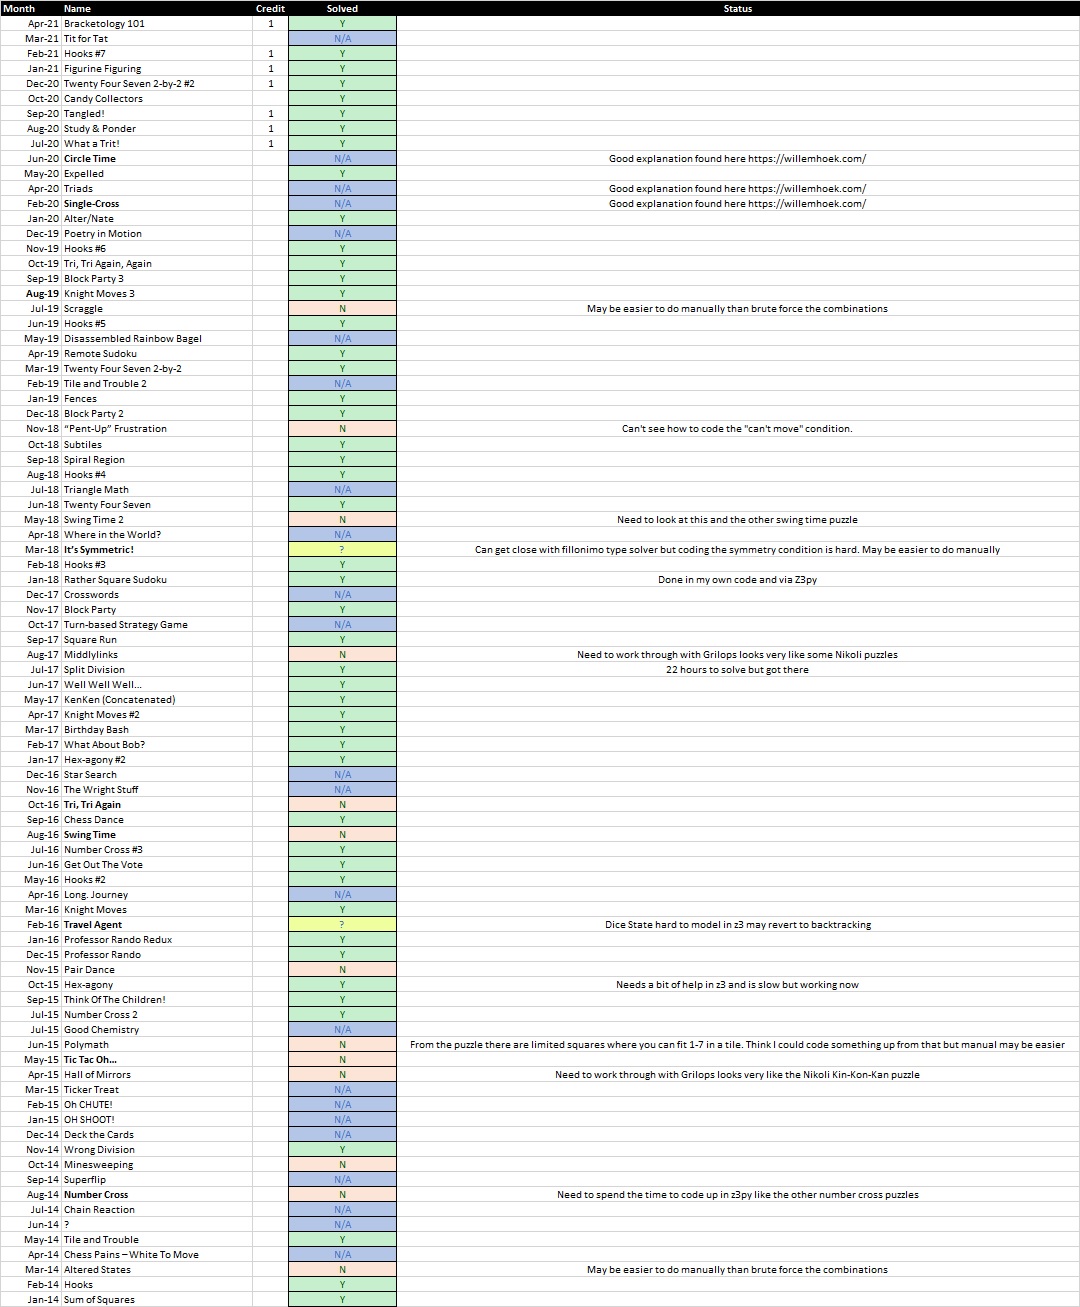 Month Name Credit Solved Status
Apr-21 Bracketology 101 1 Y
Mar-21 Tit for Tat N/A
Feb-21 Hooks #7 1 Y
Jan-21 Figurine Figuring 1 Y
Dec-20 Twenty Four Seven 2-by-2 #2 1 Y
Oct-20 Candy Collectors Y
Sep-20 Tangled! 1 Y
Aug-20 Study & Ponder 1 Y
Jul-20 What a Trit! 1 Y
Jun-20 Circle Time N/A Good explanation found here https://willemhoek.com/
May-20 Expelled Y
Apr-20 Triads N/A Good explanation found here https://willemhoek.com/
Feb-20 Single-Cross N/A Good explanation found here https://willemhoek.com/
Jan-20 Alter/Nate Y
Dec-19 Poetry in Motion N/A
Nov-19 Hooks #6 Y
Oct-19 Tri, Tri Again, Again Y
Sep-19 Block Party 3 Y
Aug-19 Knight Moves 3 Y
Jul-19 Scraggle N May be easier to do manually than brute force the combinations
Jun-19 Hooks #5 Y
May-19 Disassembled Rainbow Bagel N/A
Apr-19 Remote Sudoku Y
Mar-19 Twenty Four Seven 2-by-2 Y
Feb-19 Tile and Trouble 2 N/A
Jan-19 Fences Y
Dec-18 Block Party 2 Y
Nov-18 “Pent-Up” Frustration N Can't see how to code the "can't move" condition.
Oct-18 Subtiles Y
Sep-18 Spiral Region Y
Aug-18 Hooks #4 Y
Jul-18 Triangle Math N/A
Jun-18 Twenty Four Seven Y
May-18 Swing Time 2 N Need to look at this and the other swing time puzzle
Apr-18 Where in the World? N/A
Mar-18 It’s Symmetric! ? Can get close with fillonimo type solver but coding the symmetry condition is hard. May be easier to do manually
Feb-18 Hooks #3 Y
Jan-18 Rather Square Sudoku Y Done in my own code and via Z3py
Dec-17 Crosswords N/A
Nov-17 Block Party Y
Oct-17 Turn-based Strategy Game N/A
Sep-17 Square Run Y
Aug-17 Middlylinks N Need to work through with Grilops looks very like some Nikoli puzzles
Jul-17 Split Division Y 22 hours to solve but got there
Jun-17 Well Well Well... Y
May-17 KenKen (Concatenated) Y
Apr-17 Knight Moves #2 Y
Mar-17 Birthday Bash Y
Feb-17 What About Bob? Y
Jan-17 Hex-agony #2 Y
Dec-16 Star Search N/A
Nov-16 The Wright Stuff N/A
Oct-16 Tri, Tri Again N
Sep-16 Chess Dance Y
Aug-16 Swing Time N
Jul-16 Number Cross #3 Y
Jun-16 Get Out The Vote Y
May-16 Hooks #2 Y
Apr-16 Long. Journey N/A
Mar-16 Knight Moves Y
Feb-16 Travel Agent ? Dice State hard to model in z3 may revert to backtracking
Jan-16 Professor Rando Redux Y
Dec-15 Professor Rando Y
Nov-15 Pair Dance N
Oct-15 Hex-agony Y Needs a bit of help in z3 and is slow but working now
Sep-15 Think Of The Children! Y
Jul-15 Number Cross 2 Y
Jul-15 Good Chemistry N/A
Jun-15 Polymath N From the puzzle there are limited squares where you can fit 1-7 in a tile. Think I could code something up from that but manual may be easier
May-15 Tic Tac Oh... N
Apr-15 Hall of Mirrors N Need to work through with Grilops looks very like the Nikoli Kin-Kon-Kan puzzle
Mar-15 Ticker Treat N/A
Feb-15 Oh CHUTE! N/A
Jan-15 OH SHOOT! N/A
Dec-14 Deck the Cards N/A
Nov-14 Wrong Division Y
Oct-14 Minesweeping N
Sep-14 Superflip N/A
Aug-14 Number Cross N Need to spend the time to code up in z3py like the other number cross puzzles
Jul-14 Chain Reaction N/A
Jun-14 ? N/A
May-14 Tile and Trouble Y
Apr-14 Chess Pains – White To Move N/A
Mar-14 Altered States N May be easier to do manually than brute force the combinations
Feb-14 Hooks Y
Jan-14 Sum of Squares Y